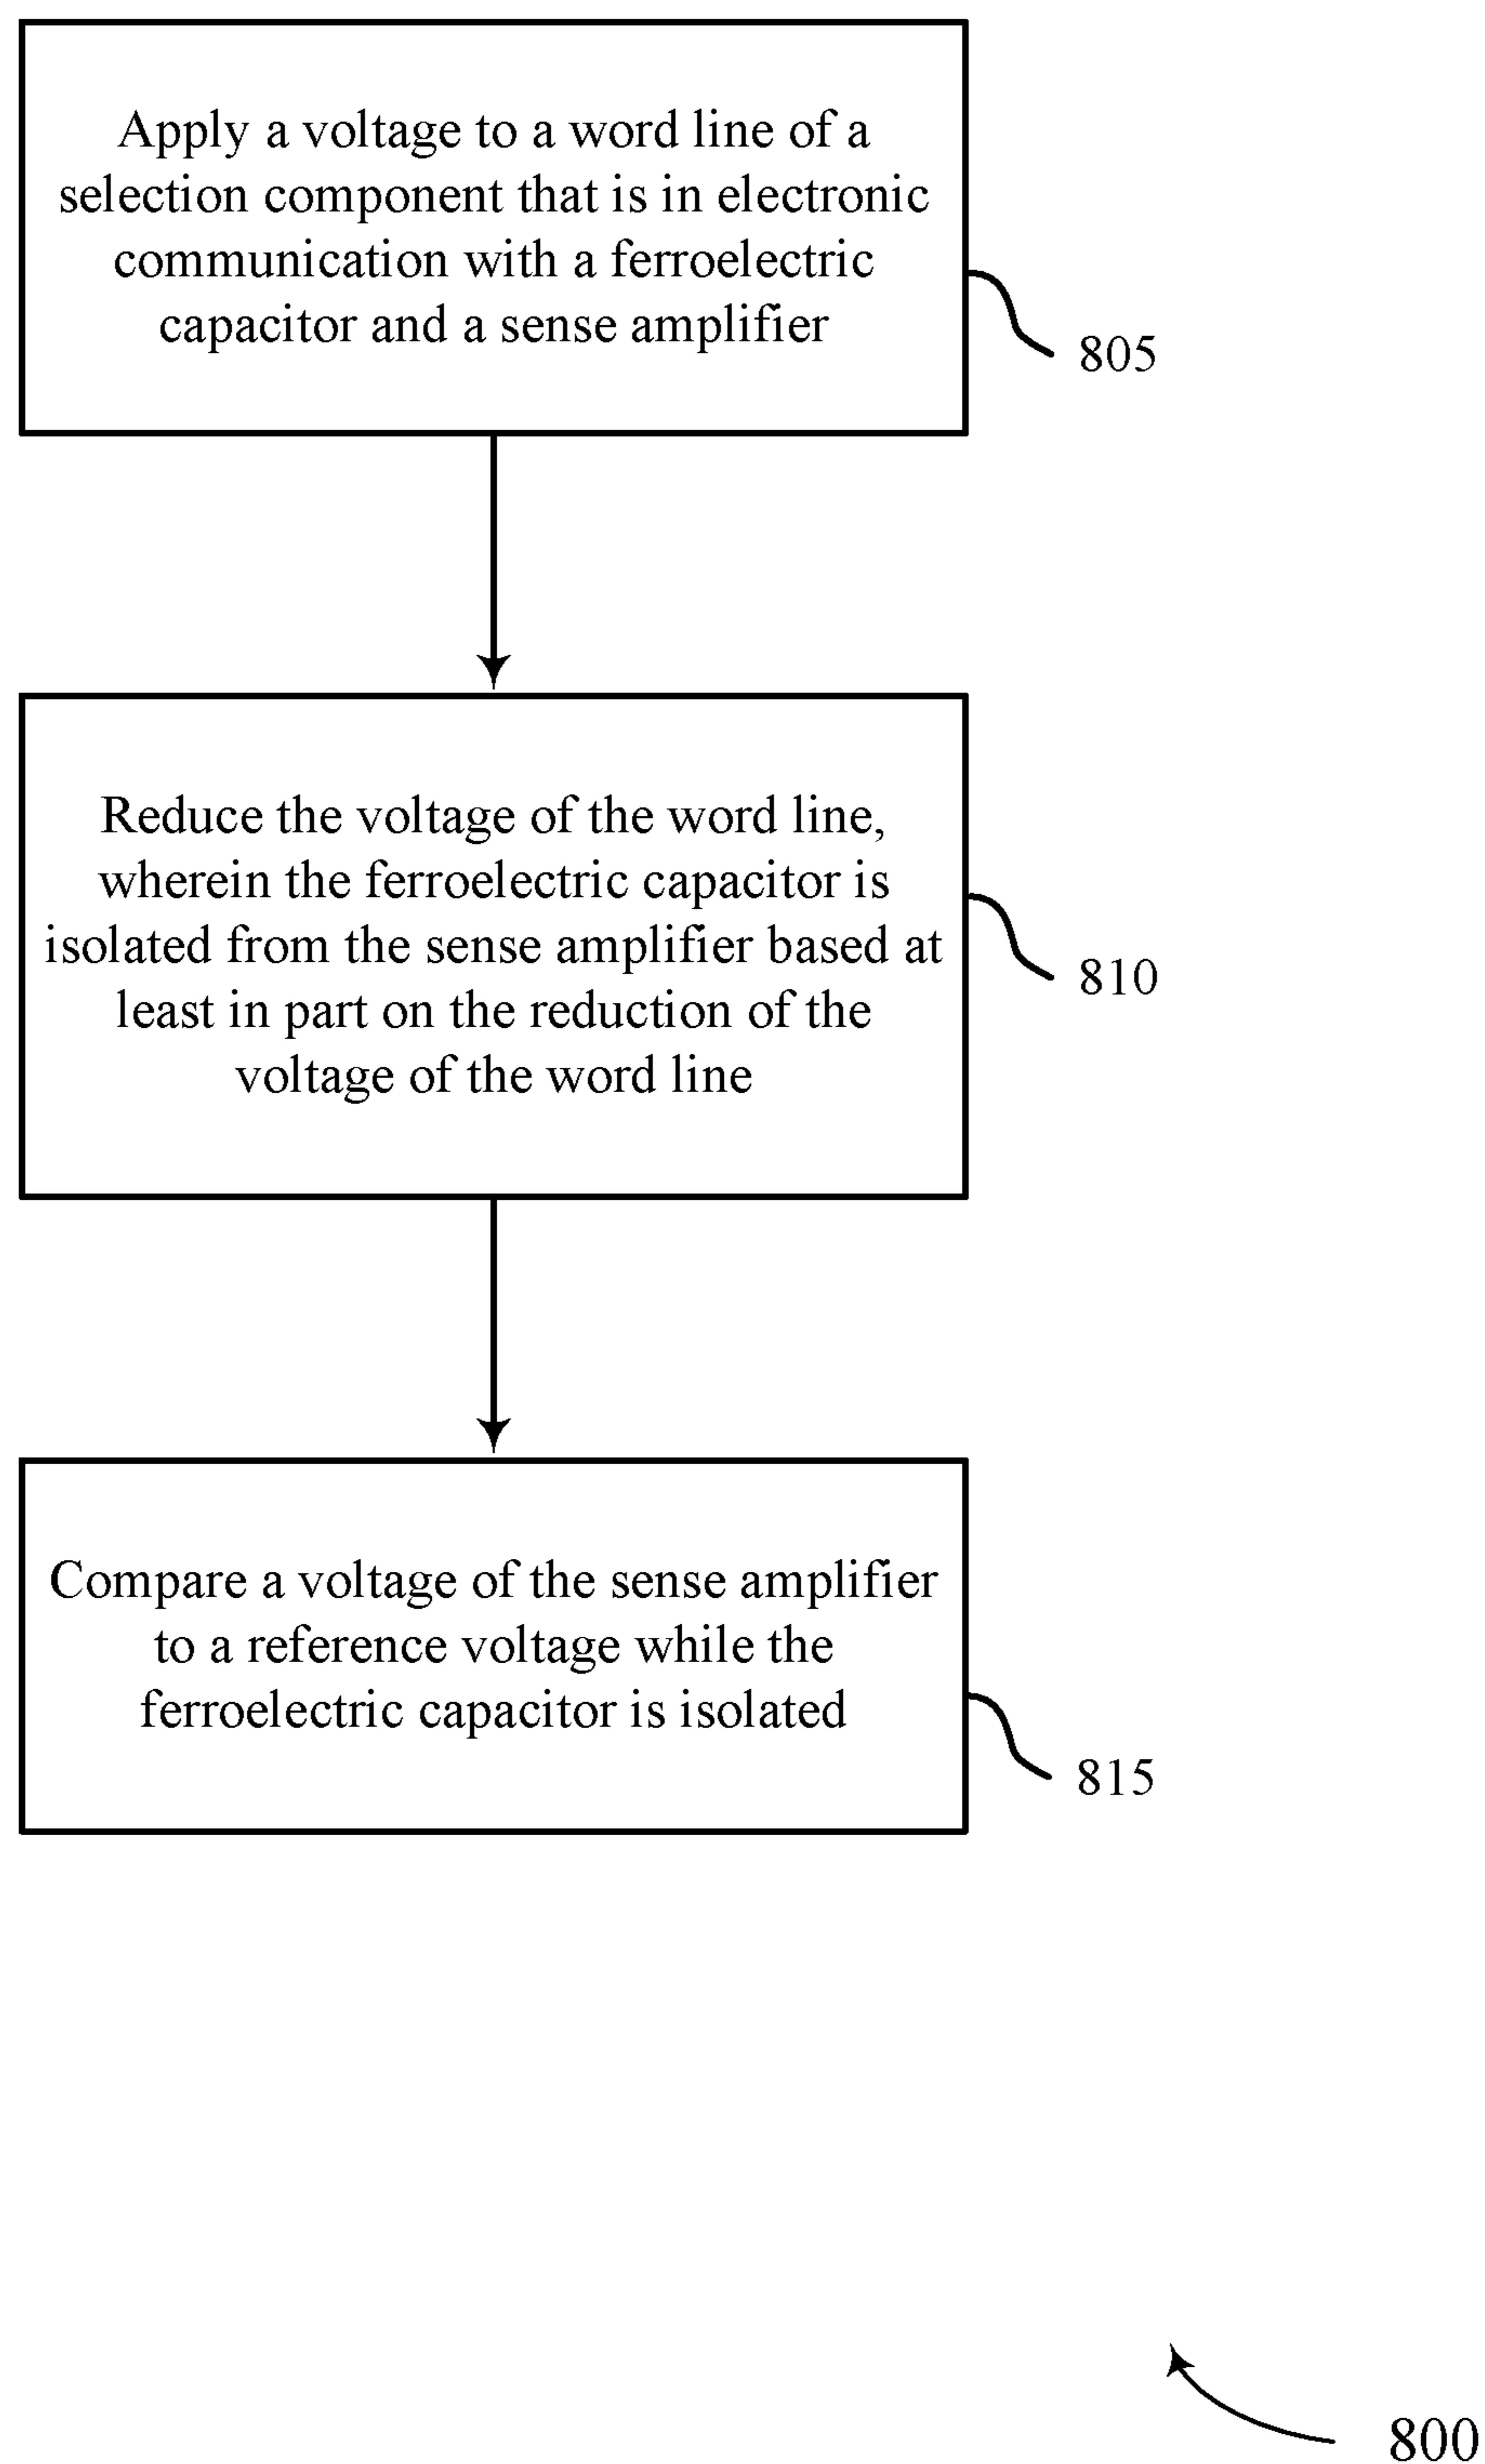 Apply a voltage to a word line of a
selection component that is in electronic
communication with a ferroelectric
capacitor and a sense amplifier
805
Reduce the voltage of the word line,
wherein the ferroelectric capacitor is
isolated from the sense amplifier based at
least in part on the reduction of the
voltage of the word line
810
Compare a voltage of the sense amplifier
to a reference voltage while the
ferroelectric capacitor is isolated
815
800